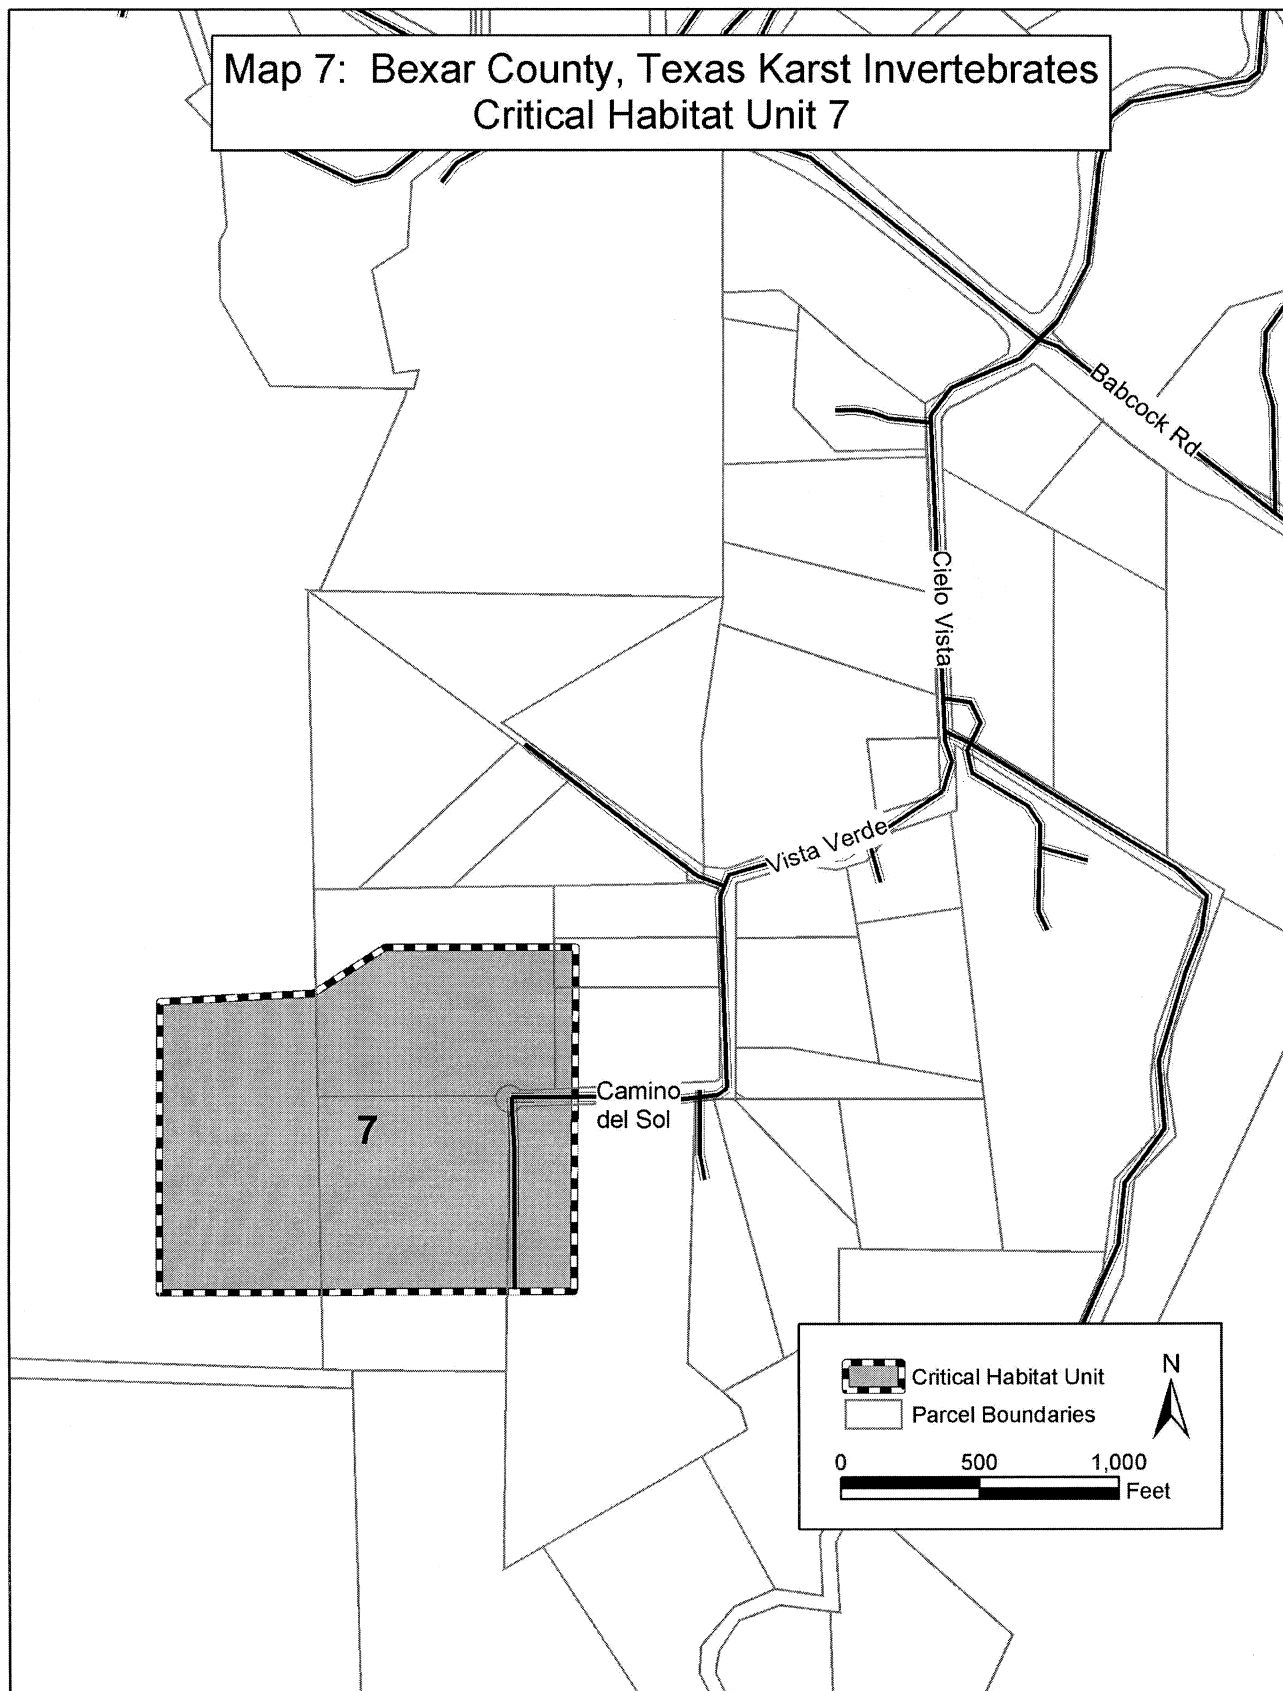 Map 7: Bexar County, Texas Karst Invertebrates
Critical Habitat Unit 7
Babcock Rd
Cielo Vista
Vista Verde
Camino
del Sol
7
Critical Habitat Unit
Parcel Boundaries
N
0 500 1,000
Feet